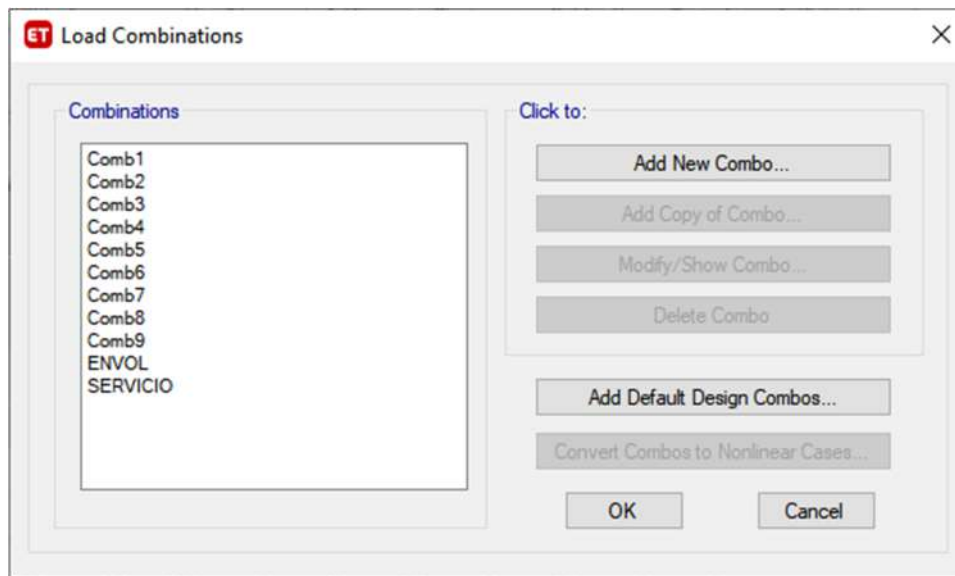 ET Load Combinations
Combinations
Comb1
Comb2
Comb3
Comb4
Comb5
Comb6
Comb7
Comb8
Comb9
ENVOL
SERVICIO
Click to:
Add New Combo...
Add Copy of Combo...
Modify/Show Combo...
Delete Combo
Add Default Design Combos...
Convert Combos to Nonlinear Cases...
OK
Cancel